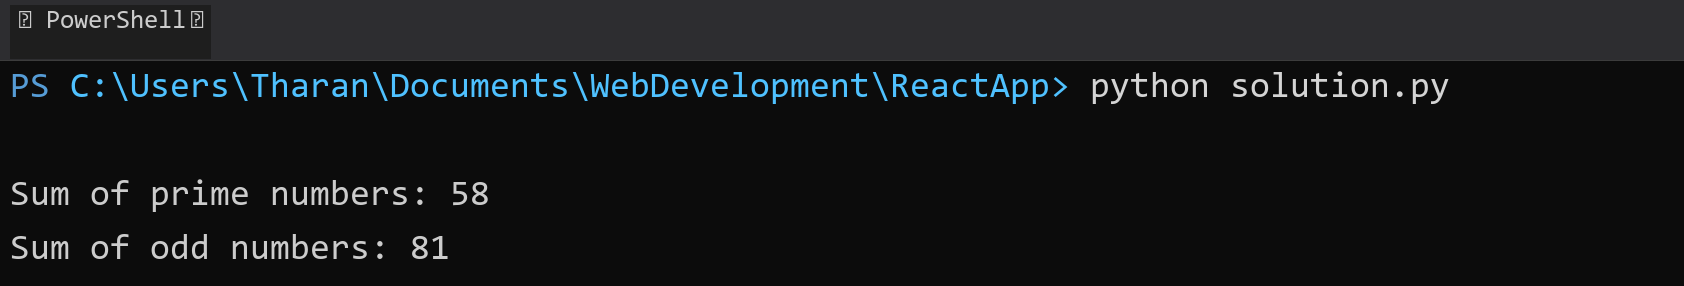 PowerShell
PS C:\Users\Tharan\Documents\WebDevelopment\ReactApp> python solution.py
Sum of prime numbers: 58
Sum of odd numbers: 81